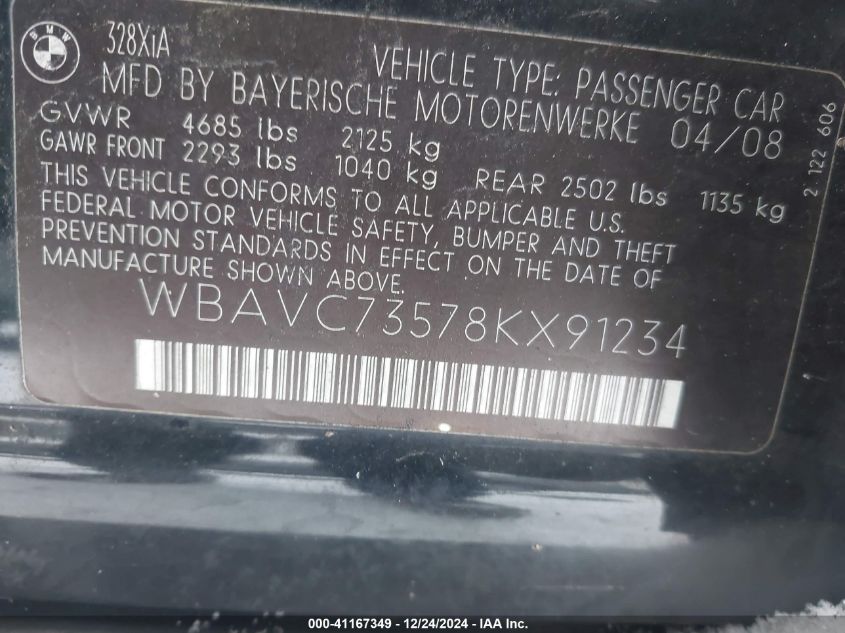 BMW
328XiA
VEHICLE TYPE: PASSENGER CAR
MFD BY BAYERISCHE MOTORENWERKE 04/08
GVWR 4685 lbs 2125 kg
GAWR FRONT 2293 lbs 1040 kg REAR 2502 lbs 1135 kg
THIS VEHICLE CONFORMS TO ALL APPLICABLE U.S.
FEDERAL MOTOR VEHICLE SAFETY, BUMPER AND THEFT
PREVENTION STANDARDS IN EFFECT ON THE DATE OF
MANUFACTURE SHOWN ABOVE.
WBAVC73578KX91234
2 122 606
000-41167349 - 12/24/2024 - IAA Inc.